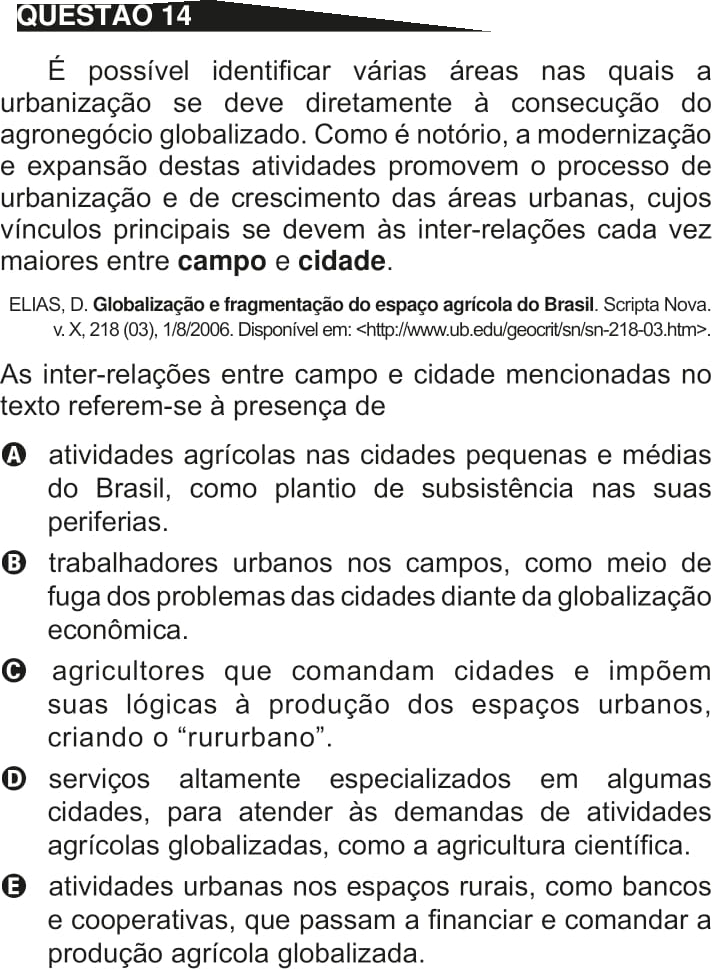 QUESTÃO 14
É possível identificar várias áreas nas quais a
urbanização se deve diretamente à consecução do
agronegócio globalizado. Como é notório, a modernização
e expansão destas atividades promovem o processo de
urbanização e de crescimento das áreas urbanas, cujos
vínculos principais se devem às inter-relações cada vez
maiores entre campo e cidade.
ELIAS, D. Globalização e fragmentação do espaço agrícola do Brasil. Scripta Nova.
v. X, 218 (03), 1/8/2006. Disponível em: <http://www.ub.edu/geocrit/sn/sn-218-03.htm>.
As inter-relações entre campo e cidade mencionadas no
texto referem-se à presença de
A atividades agrícolas nas cidades pequenas e médias
do Brasil, como plantio de subsistência nas suas
periferias.
B trabalhadores urbanos nos campos, como meio de
fuga dos problemas das cidades diante da globalização
econômica.
C agricultores que comandam cidades e impõem
suas lógicas à produção dos espaços urbanos,
criando o “rururbano”.
D serviços altamente especializados em algumas
cidades, para atender às demandas de atividades
agrícolas globalizadas, como a agricultura científica.
E atividades urbanas nos espaços rurais, como bancos
e cooperativas, que passam a financiar e comandar a
produção agrícola globalizada.